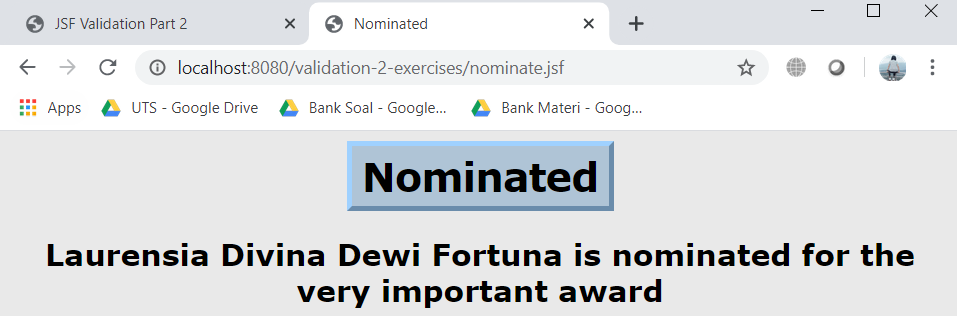 JSF Validation Part 2
Nominated
localhost:8080/validation-2-exercises/nominate.jsf
Apps
UTS - Google Drive
Bank Soal - Google...
Bank Materi - Goog...
Nominated
Laurensia Divina Dewi Fortuna is nominated for the
very important award